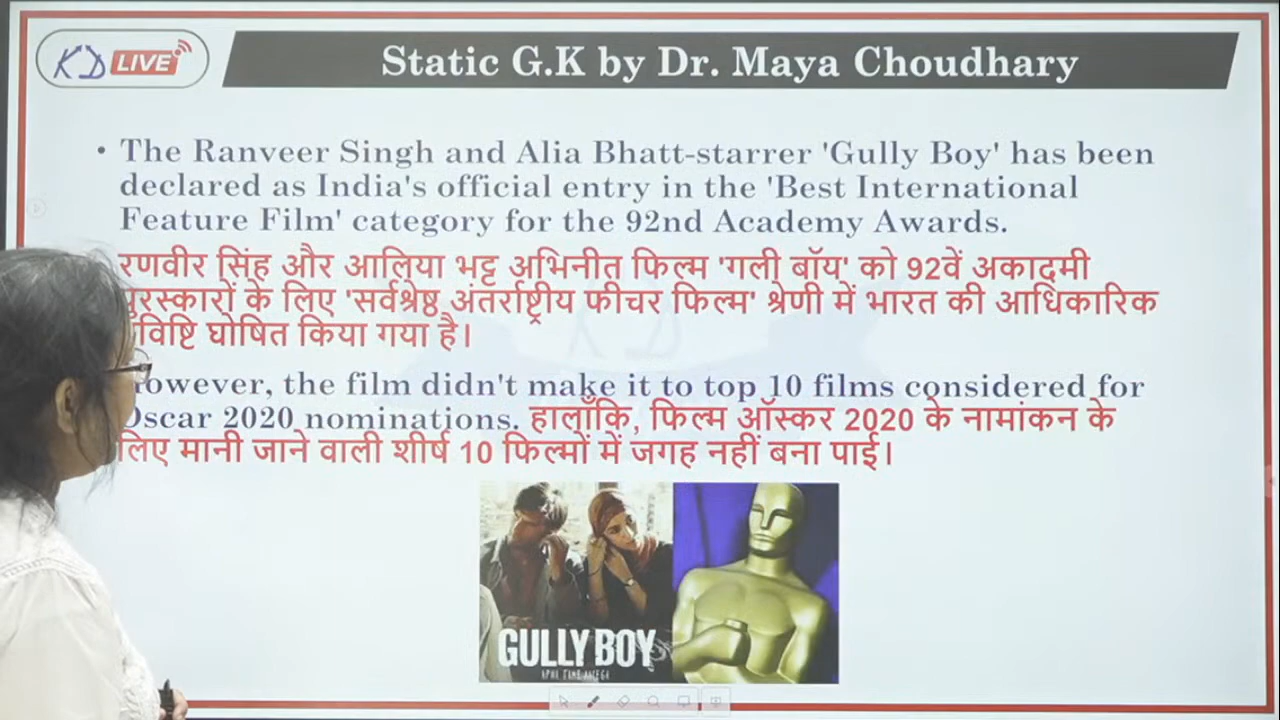 KD LIVE
Static G.K by Dr. Maya Choudhary
• The Ranveer Singh and Alia Bhatt-starrer 'Gully Boy' has been
declared as India's official entry in the 'Best International
Feature Film' category for the 92nd Academy Awards.
रणवीर सिंह और आलिया भट्ट अभिनीत फिल्म 'गली बॉय' को 92वें अकादमी
पुरस्कारों के लिए 'सर्वश्रेष्ठ अंतर्राष्ट्रीय फीचर फिल्म' श्रेणी में भारत की आधिकारिक
घोषित किया गया है।
However, the film didn't make it to top 10 films considered for
Oscar 2020 nominations. हालाँकि, फिल्म ऑस्कर 2020 के नामांकन के
लिए मानी जाने वाली शीर्ष 10 फिल्मों में जगह नहीं बना पाई।
KD
GULLY BOY
APNA TIME AAYEGA